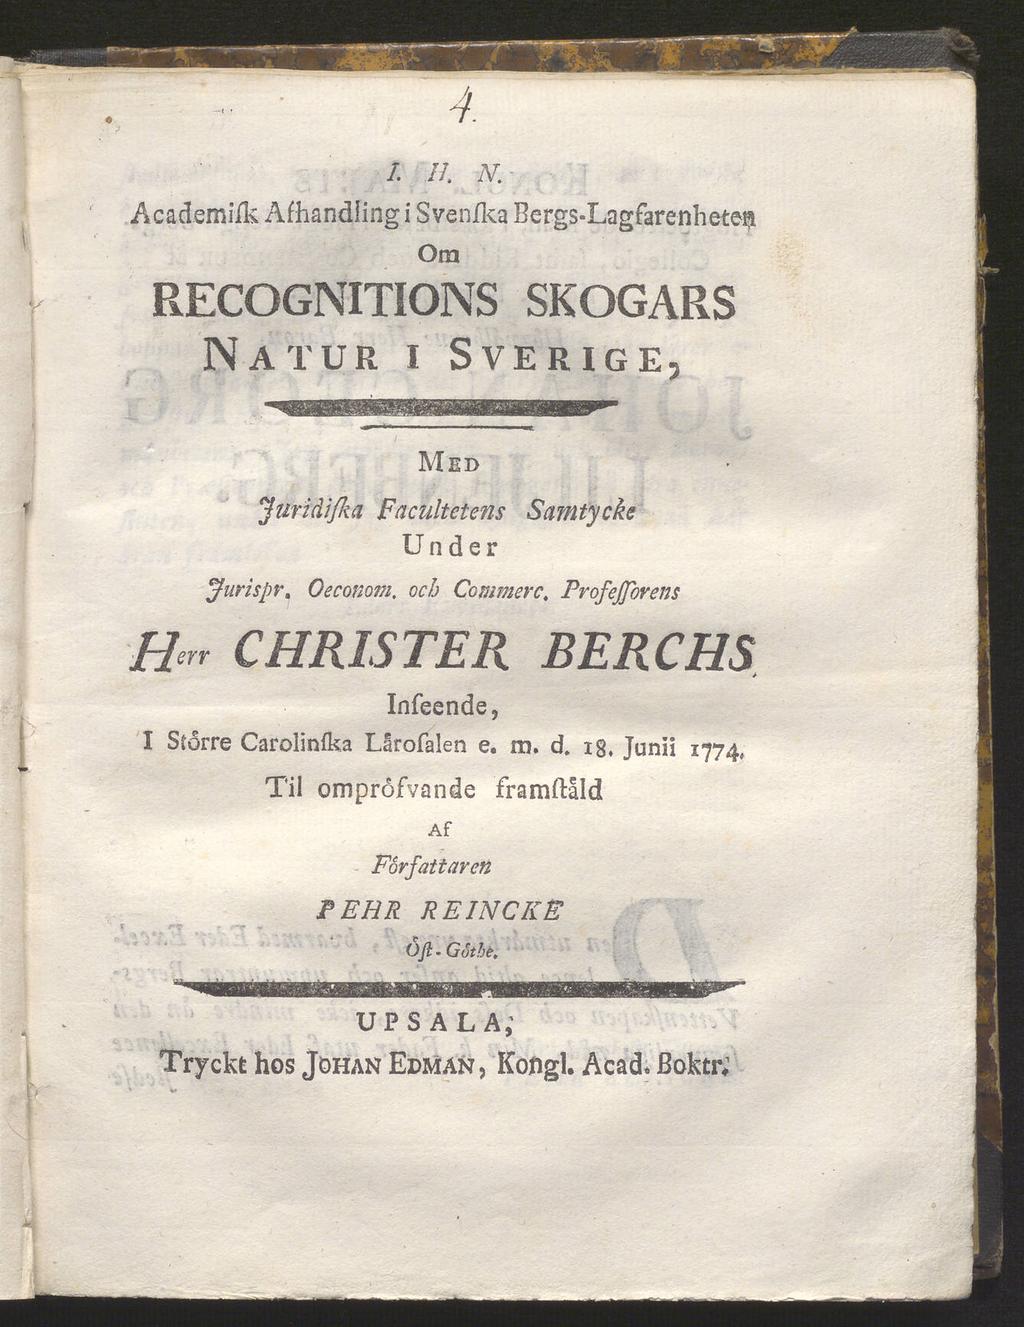 4.
I. H. N.
Academiſk Afhandling i Svenſka Bergs-Lagfarenheten
Om
RECOGNITIONS SKOGARS
NATUR I SVERIGE,
MED
Juridiſka Facultetens Samtycke
Under
Jurispr. Oeconom. och Commerc. Profeſſorens
Herr CHRISTER BERCHS
Inſeende,
I Större Carolinſka Låroſalen e. m. d. 18. Junii 1774.
Til ompröfvande framſtåld
Af
Författaren
PEHR REINCKE
Öſt-Göthe.
UPSALA,
Tryckt hos JOHAN EDMAN, Kongl. Acad. Boktr.